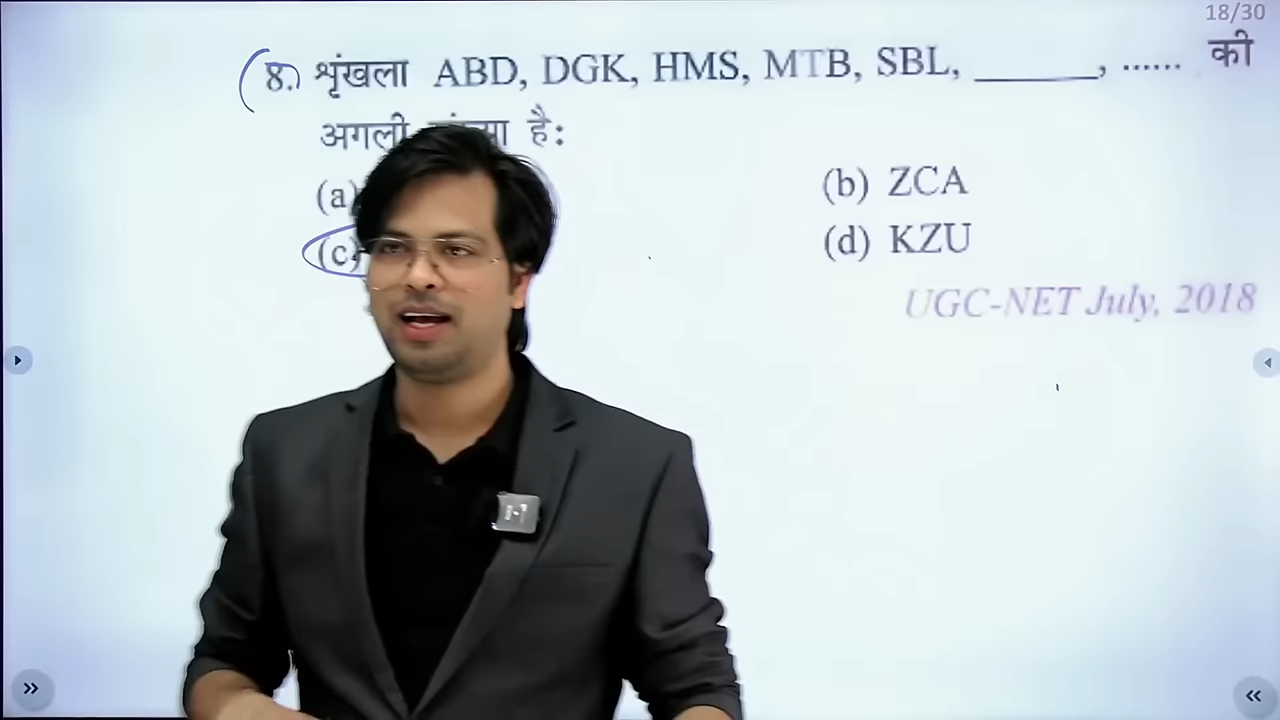 18/30
8. शृंखला ABD, DGK, HMS, MTB, SBL, ______, ...... की
अगली है:
(a)
(b) ZCA
(c)
(d) KZU
UGC-NET July, 2018